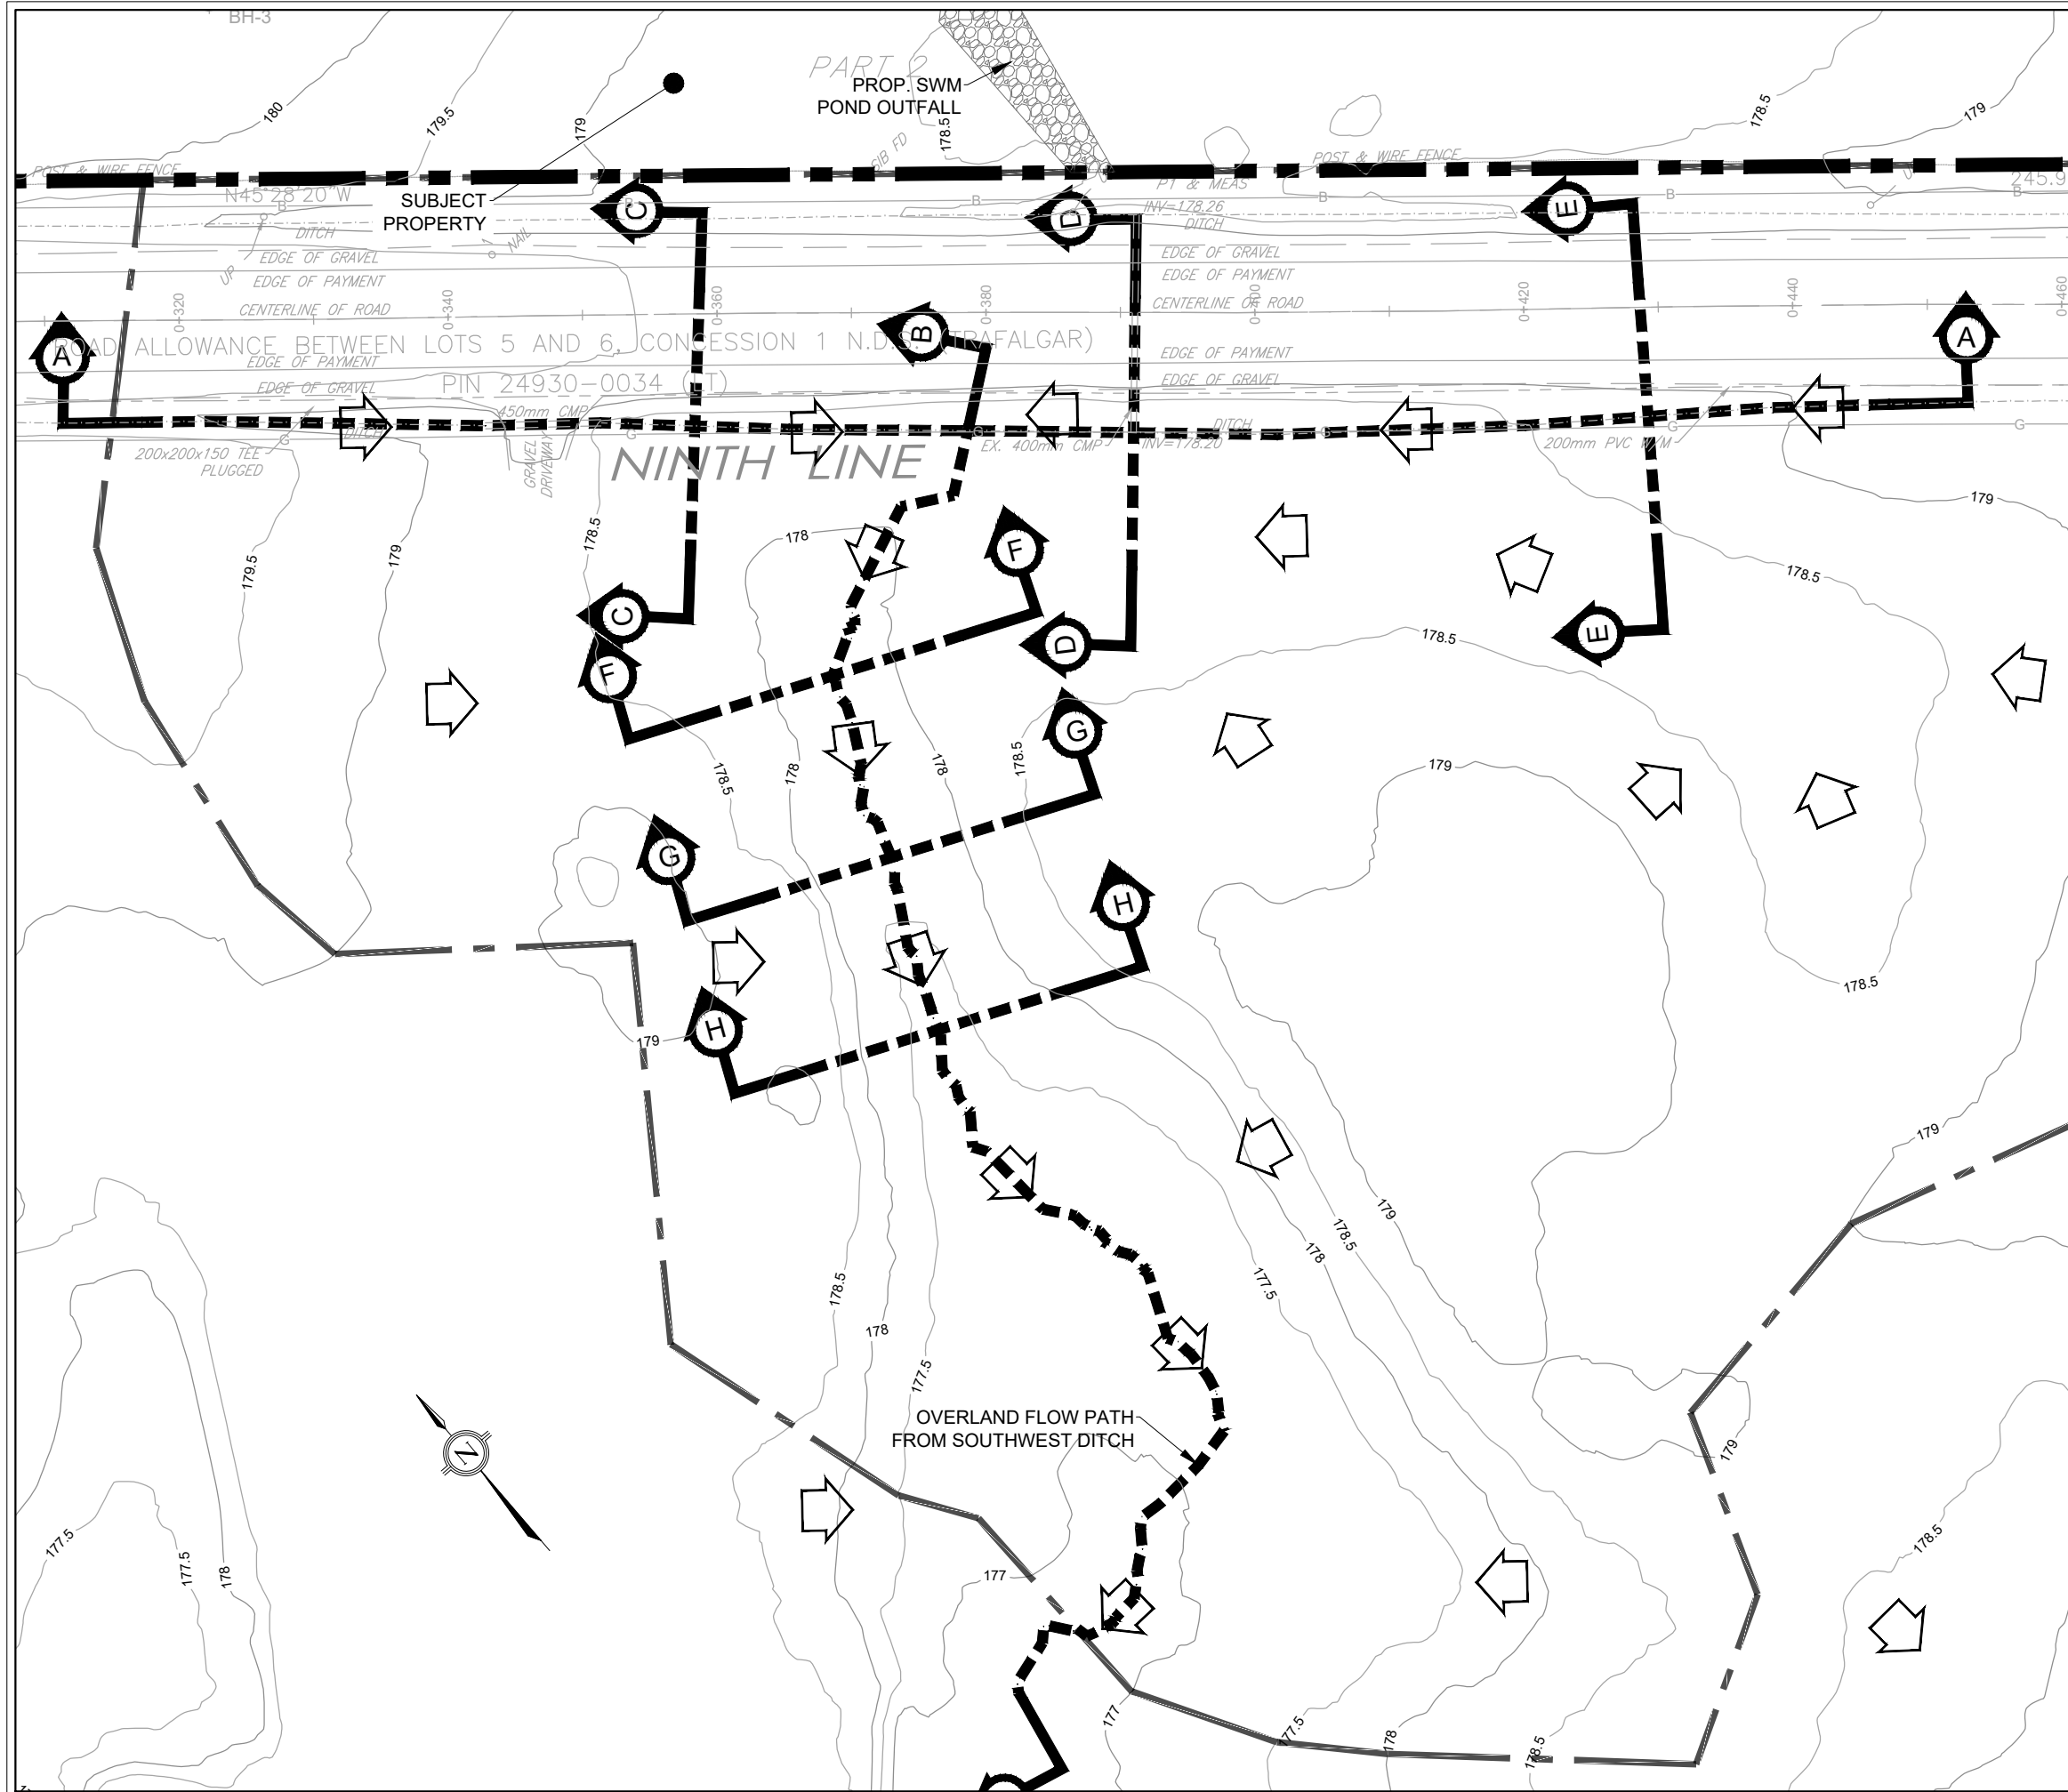 BH-3
PART 2
PROP. SWM
POND OUTFALL
180
179.5
179
178.5
178.5
179
SIB FD
POST & WIRE FENCE
POST & WIRE FENCE
N45°28'20"W
SUBJECT
PROPERTY
PT & MEAS
INV=178.26
DITCH
245.9
B
B
B
B
B
B
UP
NAIL
DITCH
EDGE OF GRAVEL
EDGE OF PAYMENT
CENTERLINE OF ROAD
EDGE OF GRAVEL
EDGE OF PAYMENT
CENTERLINE OF ROAD
0+320
0+340
0+360
0+380
0+400
0+420
0+440
0+460
C
D
E
A
B
A
ROAD ALLOWANCE BETWEEN LOTS 5 AND 6, CONCESSION 1 N.D.S. (TRAFALGAR)
EDGE OF PAYMENT
EDGE OF PAYMENT
EDGE OF GRAVEL
PIN 24930-0034 (LT)
EDGE OF GRAVEL
450mm CMP
DITCH
DITCH
G
G
G
G
G
G
200x200x150 TEE
PLUGGED
GRAVEL
DRIVEWAY
NINTH LINE
EX. 400mm CMP
INV=178.20
200mm PVC W/M
179
179.5
179
178.5
178
178.5
178.5
C
F
F
D
E
G
G
H
H
178.5
178
178
178.5
179
178.5
179
179
179
178.5
178
177.5
178.5
178
177.5
179
OVERLAND FLOW PATH
FROM SOUTHWEST DITCH
N
177.5
177.5
178
177
178.5
177
177.5
178
178.5